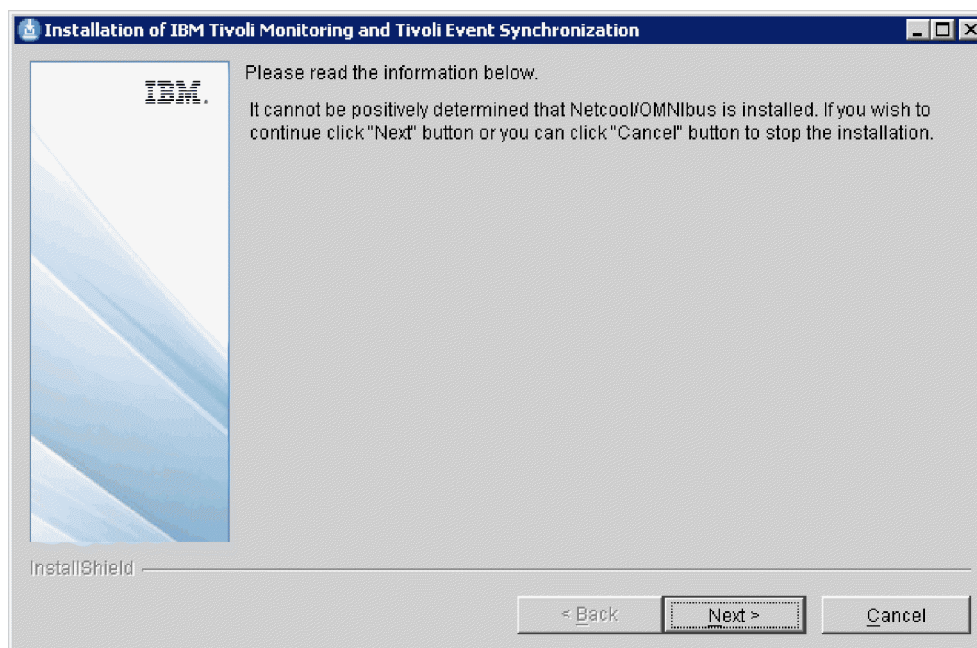 Installation of IBM Tivoli Monitoring and Tivoli Event Synchronization
IBM.
Please read the information below.
It cannot be positively determined that Netcool/OMNIbus is installed. If you wish to
continue click "Next" button or you can click "Cancel" button to stop the installation.
InstallShield
< Back
Next >
Cancel